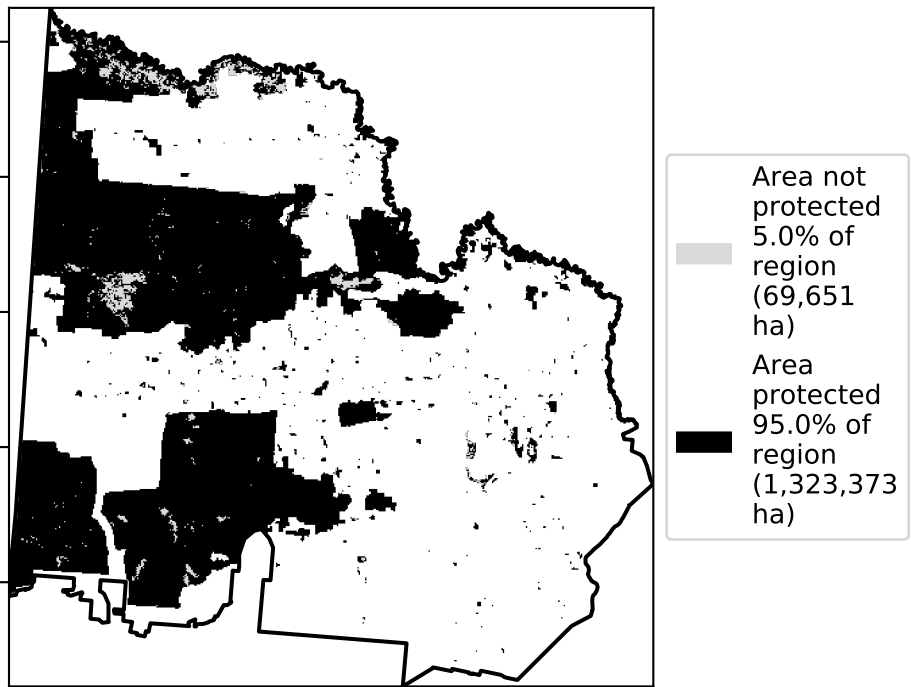 Area not
protected
5.0% of
region
(69,651
ha)
Area
protected
95.0% of
region
(1,323,373
ha)